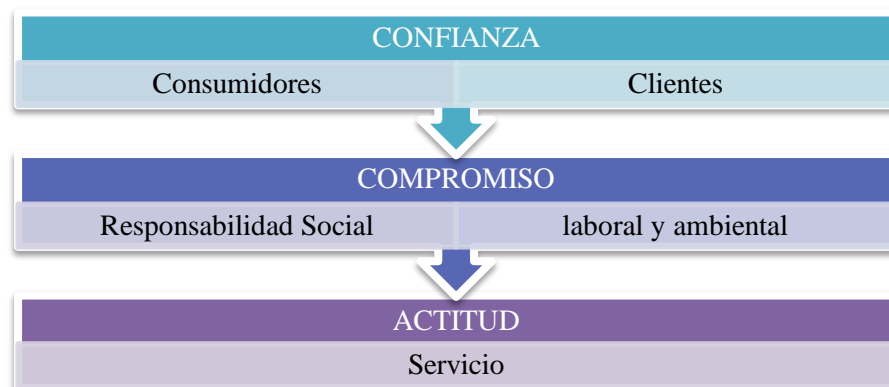 CONFIANZA
Consumidores Clientes
COMPROMISO
Responsabilidad Social laboral y ambiental
ACTITUD
Servicio